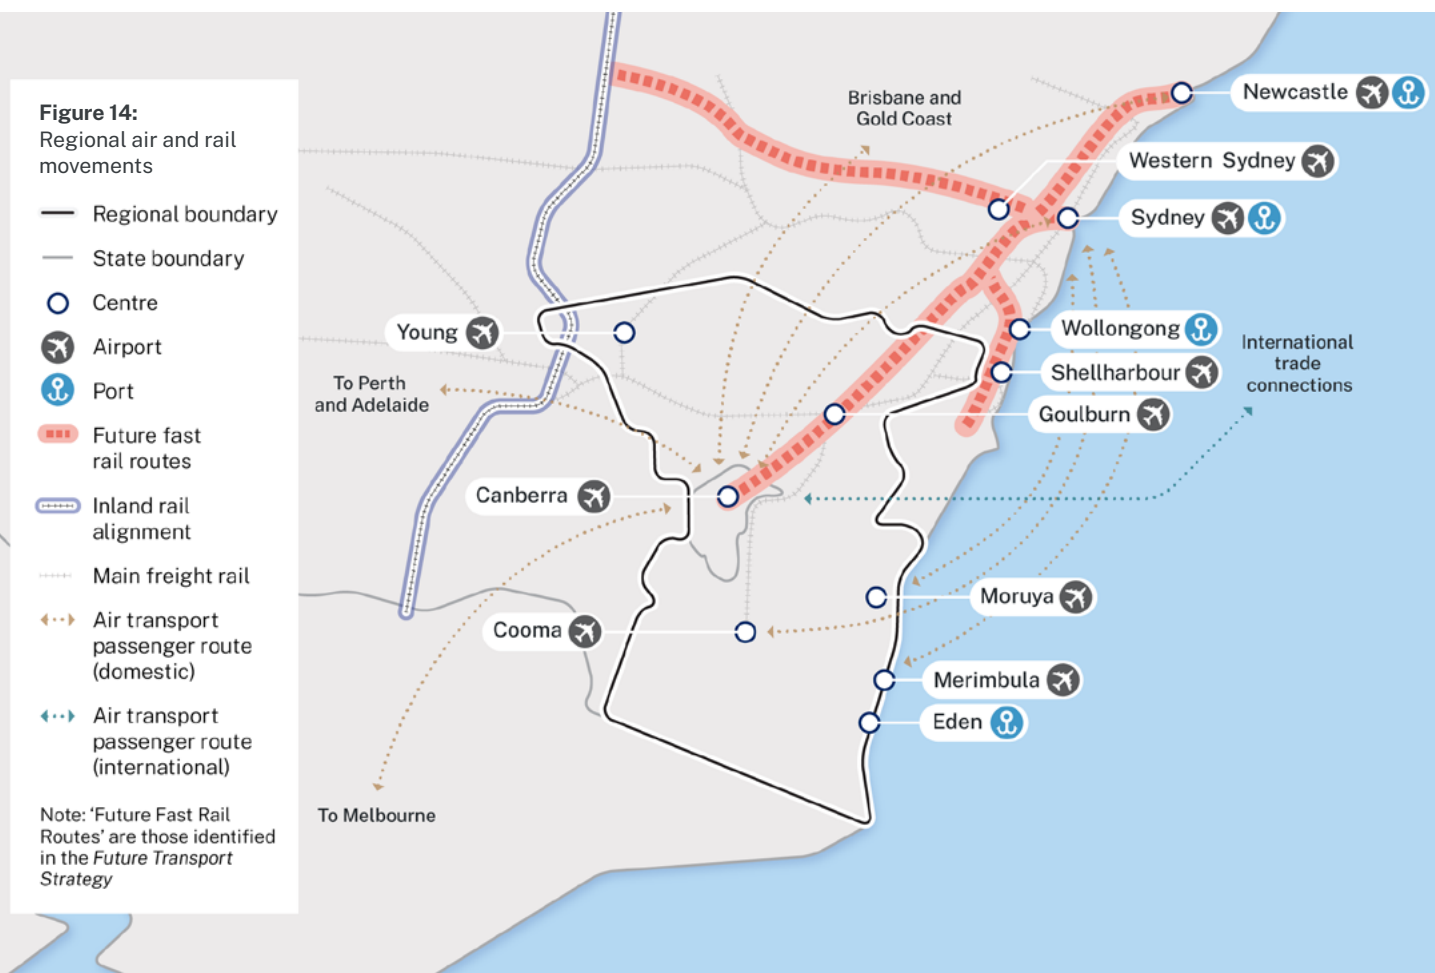 Figure 14:
Regional air and rail
movements
Regional boundary
State boundary
Centre
Airport
Port
Future fast
rail routes
Inland rail
alignment
Main freight rail
Air transport
passenger route
(domestic)
Air transport
passenger route
(international)
Note: ‘Future Fast Rail
Routes’ are those identified
in the Future Transport
Strategy
Brisbane and
Gold Coast
Newcastle
Western Sydney
Sydney
Young
Wollongong
International
trade
connections
To Perth
and Adelaide
Shellharbour
Goulburn
Canberra
Moruya
Cooma
Merimbula
Eden
To Melbourne